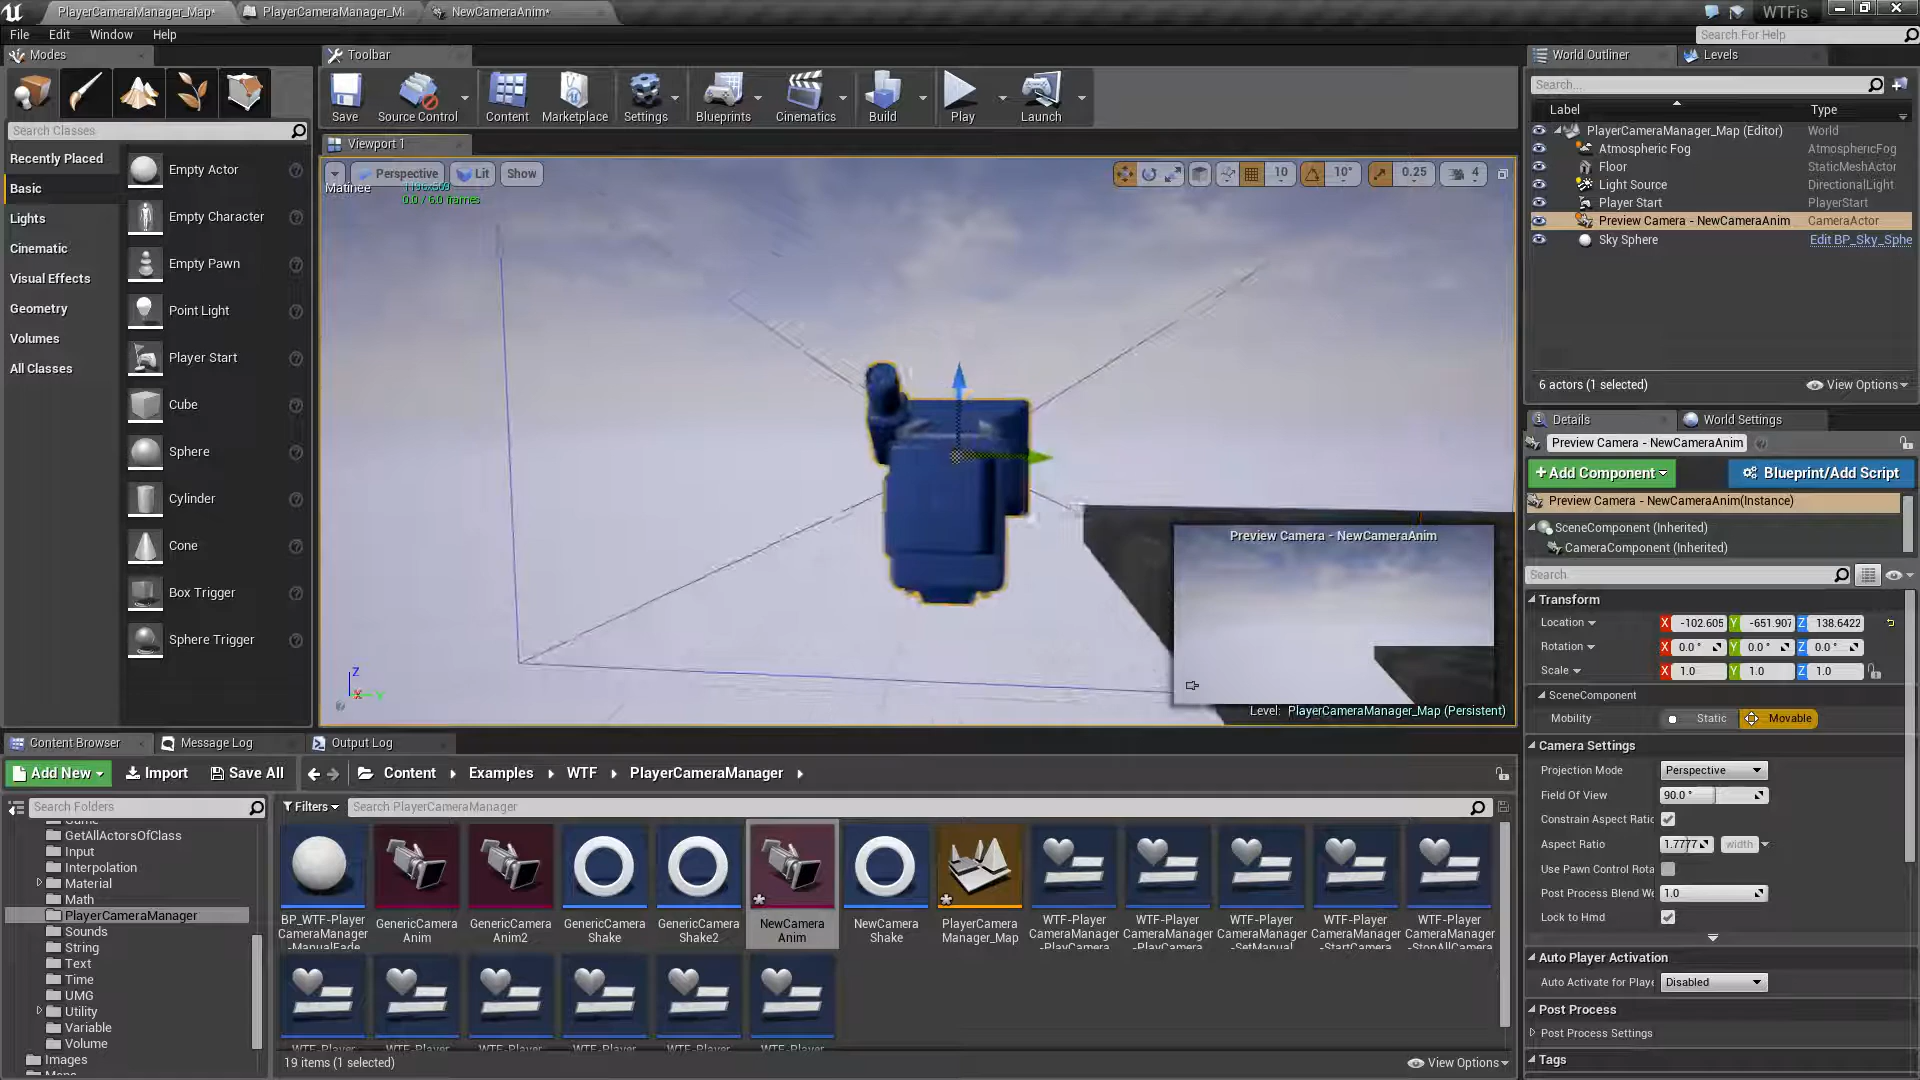 PlayerCameraManager_Map*
PlayerCameraManager_M
NewCameraAnim*
WTFis
File
Edit
Window
Help
Search For Help
Modes
Toolbar
World Outliner
Levels
Save
Source Control
Content
Marketplace
Settings
Blueprints
Cinematics
Build
Play
Launch
Search...
Label
Type
PlayerCameraManager_Map (Editor) World
Atmospheric Fog AtmosphericFog
Floor StaticMeshActor
Light Source DirectionalLight
Player Start PlayerStart
Preview Camera - NewCameraAnim CameraActor
Sky Sphere Edit BP_Sky_Sphe
6 actors (1 selected)
View Options
Search Classes
Recently Placed
Basic
Lights
Cinematic
Visual Effects
Geometry
Volumes
All Classes
Empty Actor
Empty Character
Empty Pawn
Point Light
Player Start
Cube
Sphere
Cylinder
Cone
Box Trigger
Sphere Trigger
Viewport 1
Perspective
Lit
Show
Matinee
0.0 / 6.0 frames
10
10°
0.25
4
Preview Camera - NewCameraAnim
Z
X
Y
Level: PlayerCameraManager_Map (Persistent)
Details
World Settings
Preview Camera - NewCameraAnim
+Add Component
Blueprint/Add Script
Preview Camera - NewCameraAnim(Instance)
SceneComponent (Inherited)
CameraComponent (Inherited)
Search
Transform
Location X -102.605 Y -651.907 Z 138.6422
Rotation X 0.0 ° Y 0.0 ° Z 0.0 °
Scale X 1.0 Y 1.0 Z 1.0
SceneComponent
Mobility Static Movable
Camera Settings
Projection Mode Perspective
Field Of View 90.0 °
Constrain Aspect Ratio
Aspect Ratio 1.7777 width
Use Pawn Control Rota
Post Process Blend We 1.0
Lock to Hmd
Auto Player Activation
Auto Activate for Playe Disabled
Post Process
Post Process Settings
Tags
Content Browser
Message Log
Output Log
Add New
Import
Save All
Content
Examples
WTF
PlayerCameraManager
Search Folders
Filters
Search PlayerCameraManager
GetAllActorsOfClass
Input
Interpolation
Material
Math
PlayerCameraManager
Sounds
String
Text
Time
UMG
Utility
Variable
Volume
Images
BP_WTF-Player
CameraManager
-ManualFade
GenericCamera
Anim
GenericCamera
Anim2
GenericCamera
Shake
GenericCamera
Shake2
NewCamera
Anim
NewCamera
Shake
PlayerCamera
Manager_Map
WTF-Player
CameraManager
-PlayCamera
WTF-Player
CameraManager
-PlayCamera
WTF-Player
CameraManager
-SetManual
WTF-Player
CameraManager
-StartCamera
WTF-Player
CameraManager
-StopAllCamera
WTF-Player
WTF-Player
WTF-Player
WTF-Player
WTF-Player
WTF-Player
19 items (1 selected)
View Options